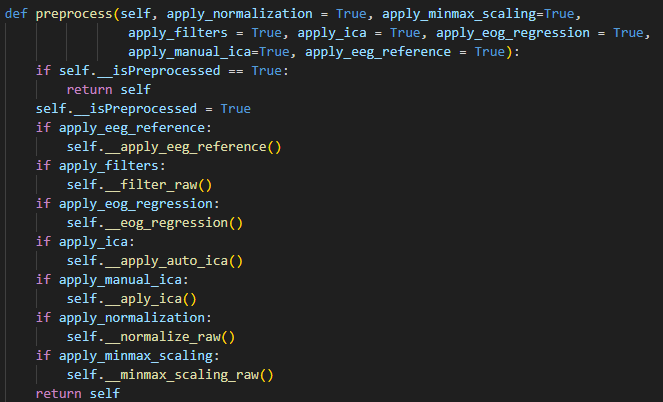 def preprocess(self, apply_normalization = True, apply_minmax_scaling=True,
apply_filters = True, apply_ica = True, apply_eog_regression = True,
apply_manual_ica=True, apply_eeg_reference = True):
if self.__isPreprocessed == True:
return self
self.__isPreprocessed = True
if apply_eeg_reference:
self.__apply_eeg_reference()
if apply_filters:
self.__filter_raw()
if apply_eog_regression:
self.__eog_regression()
if apply_ica:
self.__apply_auto_ica()
if apply_manual_ica:
self.__aply_ica()
if apply_normalization:
self.__normalize_raw()
if apply_minmax_scaling:
self.__minmax_scaling_raw()
return self